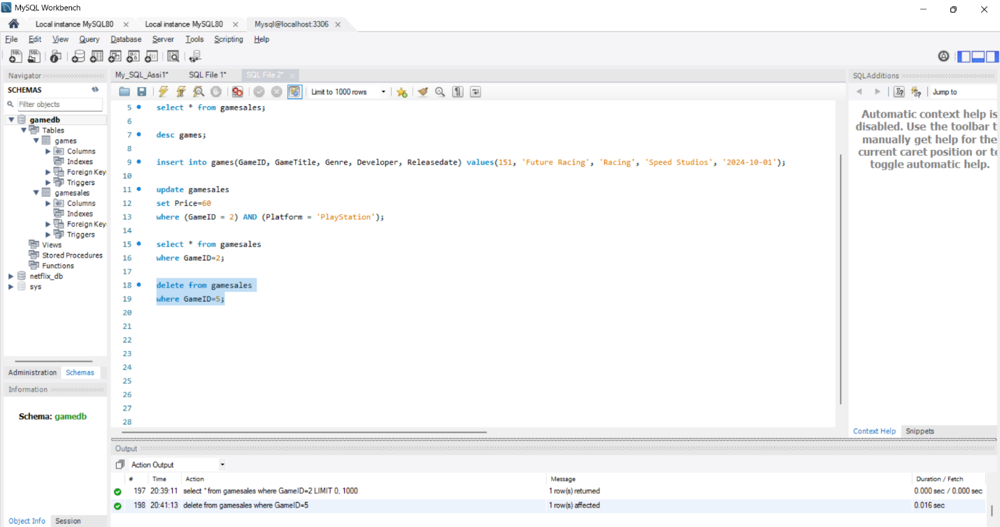 MySQL Workbench
Local instance MySQL80 Local instance MySQL80 Mysql@localhost:3306
File Edit View Query Database Server Tools Scripting Help
Navigator
SCHEMAS
Filter objects
gamedb
Tables
games
Columns
Indexes
Foreign Key
Triggers
gamesales
Columns
Indexes
Foreign Key
Triggers
Views
Stored Procedures
Functions
netflix_db
sys
Administration Schemas
Information
Schema: gamedb
Object Info Session
My_SQL_Assi1* SQL File 1* SQL File 2*
Limit to 1000 rows
5 select * from gamesales;
6
7 desc games;
8
9 insert into games(GameID, GameTitle, Genre, Developer, Releasedate) values(151, 'Future Racing', 'Racing', 'Speed Studios', '2024-10-01');
10
11 update gamesales
12 set Price=60
13 where (GameID = 2) AND (Platform = 'PlayStation');
14
15 select * from gamesales
16 where GameID=2;
17
18 delete from gamesales
19 where GameID=5;
20
21
22
23
24
25
26
27
28
SQLAdditions
Jump to
Automatic context help is
disabled. Use the toolbar t
manually get help for the
current caret position or to
toggle automatic help.
Context Help Snippets
Output
Action Output
# Time Action Message Duration / Fetch
197 20:39:11 select * from gamesales where GameID=2 LIMIT 0, 1000 1 row(s) returned 0.000 sec / 0.000 sec
198 20:41:13 delete from gamesales where GameID=5 1 row(s) affected 0.016 sec